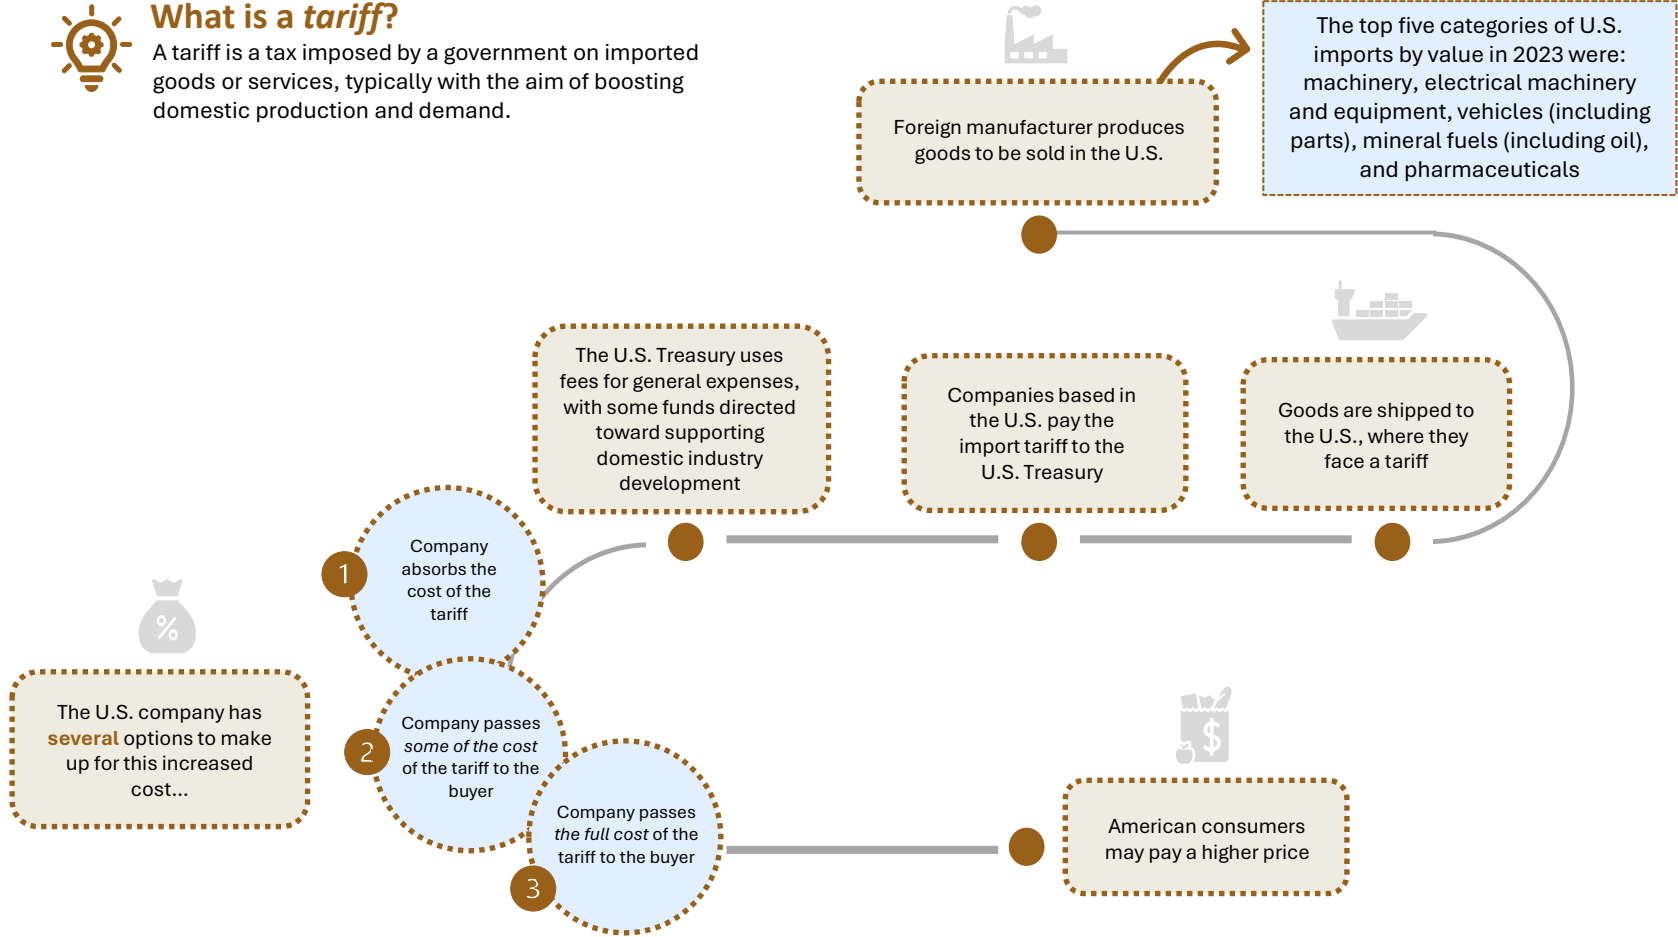 What is a tariff?
A tariff is a tax imposed by a government on imported
goods or services, typically with the aim of boosting
domestic production and demand.
Foreign manufacturer produces
goods to be sold in the U.S.
The top five categories of U.S.
imports by value in 2023 were:
machinery, electrical machinery
and equipment, vehicles (including
parts), mineral fuels (including oil),
and pharmaceuticals
Goods are shipped to
the U.S., where they
face a tariff
Companies based in
the U.S. pay the
import tariff to the
U.S. Treasury
The U.S. Treasury uses
fees for general expenses,
with some funds directed
toward supporting
domestic industry
development
%
The U.S. company has
several options to make
up for this increased
cost...
1
Company
absorbs the
cost of the
tariff
2
Company passes
some of the cost
of the tariff to the
buyer
3
Company passes
the full cost of the
tariff to the buyer
$
American consumers
may pay a higher price